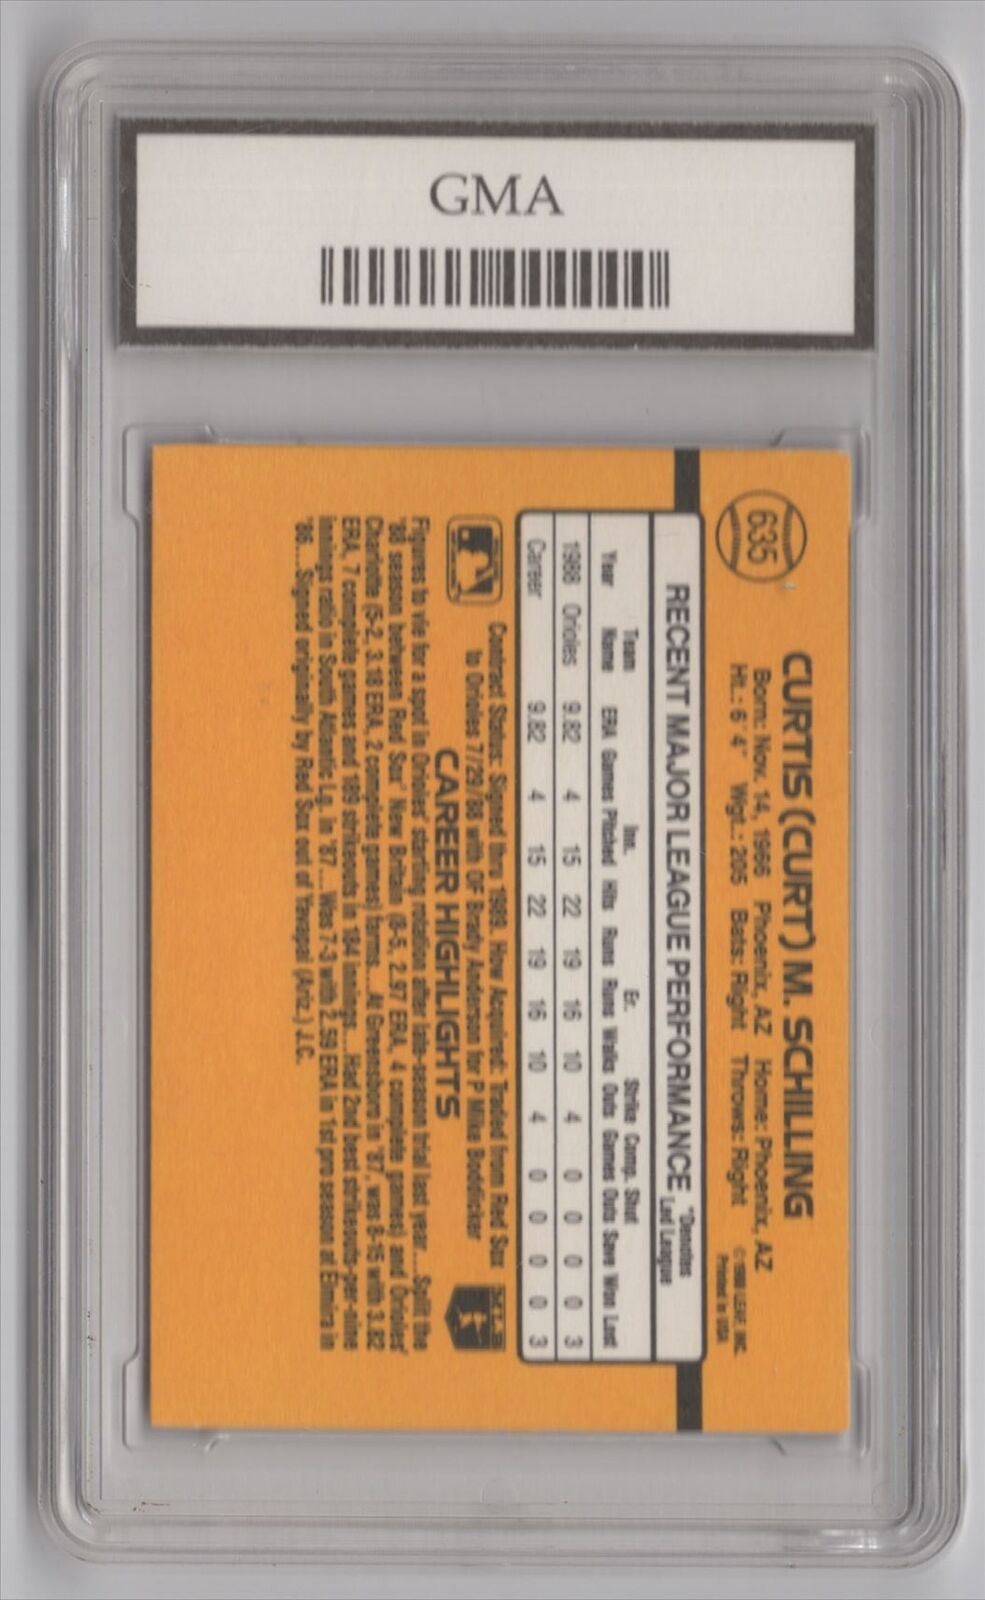 GMA
635
CURTIS (CURT) M. SCHILLING
Born: Nov. 14, 1966 Phoenix, AZ Home: Phoenix, AZ
Ht.: 6'4" Wgt.: 205 Bats: Right Throws: Right
©1988 LEAF, INC.
Printed in USA
RECENT MAJOR LEAGUE PERFORMANCE *Denotes
Led League
Team Inn. Er. Strike Comp. Shut
Year Name ERA Games Pitched Hits Runs Runs Walks Outs Games Outs Save Won Lost
1988 Orioles 9.82 4 15 22 19 16 10 4 0 0 0 0 3
Career 9.82 4 15 22 19 16 10 4 0 0 0 0 3
Contract Status: Signed thru 1989. How Acquired: Traded from Red Sox
to Orioles 7/29/88 with OF Brady Anderson for P Mike Boddicker
CAREER HIGHLIGHTS
Figures to vie for a spot in Orioles' starting rotation after late-season trial last year....Split the
'88 season between Red Sox' New Britain (8-5, 2.97 ERA, 4 complete games) and Orioles'
Charlotte (5-2, 3.18 ERA, 2 complete games) farms....At Greensboro in '87, was 8-15 with 3.82
ERA, 7 complete games and 189 strikeouts in 184 innings....Had 2nd best strikeouts-per-nine
innings ratio in South Atlantic Lg. in '87....Was 7-3 with 2.59 ERA in 1st pro season at Elmira in
'86....Signed originally by Red Sox out of Yavapai (Ariz.) J.C.